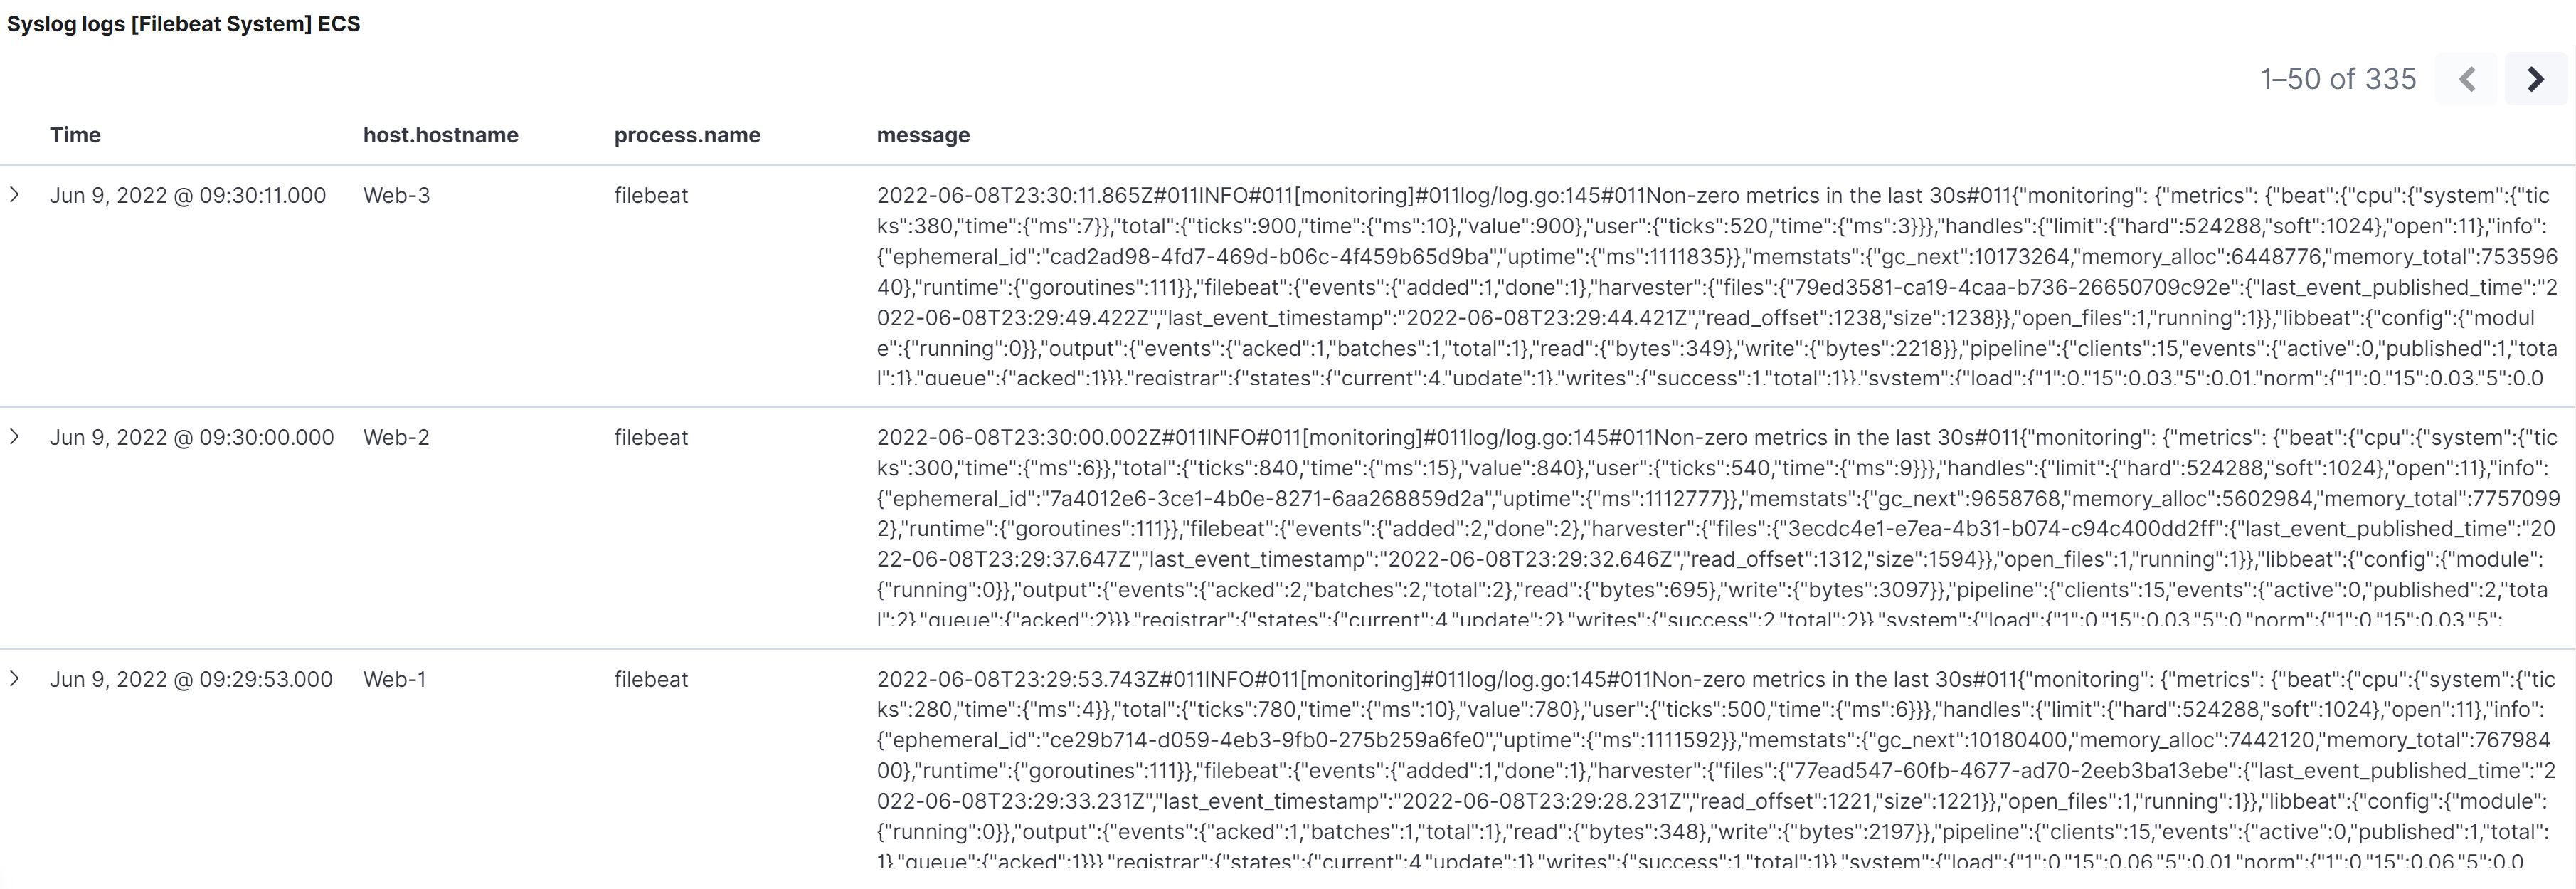 Syslog logs [Filebeat System] ECS
1–50 of 335
Time host.hostname process.name message
Jun 9, 2022 @ 09:30:11.000 Web-3 filebeat 2022-06-08T23:30:11.865Z#011INFO#011[monitoring]#011log/log.go:145#011Non-zero metrics in the last 30s#011{"monitoring": {"metrics": {"beat":{"cpu":{"system":{"tic
ks":380,"time":{"ms":7}},"total":{"ticks":900,"time":{"ms":10},"value":900},"user":{"ticks":520,"time":{"ms":3}}},"handles":{"limit":{"hard":524288,"soft":1024},"open":11},"info":
{"ephemeral_id":"cad2ad98-4fd7-469d-b06c-4f459b65d9ba","uptime":{"ms":1111835}},"memstats":{"gc_next":10173264,"memory_alloc":6448776,"memory_total":753596
40},"runtime":{"goroutines":111}},"filebeat":{"events":{"added":1,"done":1},"harvester":{"files":{"79ed3581-ca19-4caa-b736-26650709c92e":{"last_event_published_time":"2
022-06-08T23:29:49.422Z","last_event_timestamp":"2022-06-08T23:29:44.421Z","read_offset":1238,"size":1238}},"open_files":1,"running":1}},"libbeat":{"config":{"modul
e":{"running":0}},"output":{"events":{"acked":1,"batches":1,"total":1},"read":{"bytes":349},"write":{"bytes":2218}},"pipeline":{"clients":15,"events":{"active":0,"published":1,"tota
l":1},"queue":{"acked":1}}},"registrar":{"states":{"current":4,"update":1},"writes":{"success":1,"total":1}},"system":{"load":{"1":0,"15":0.03,"5":0.01,"norm":{"1":0,"15":0.03,"5":0.0
Jun 9, 2022 @ 09:30:00.000 Web-2 filebeat 2022-06-08T23:30:00.002Z#011INFO#011[monitoring]#011log/log.go:145#011Non-zero metrics in the last 30s#011{"monitoring": {"metrics": {"beat":{"cpu":{"system":{"tic
ks":300,"time":{"ms":6}},"total":{"ticks":840,"time":{"ms":15},"value":840},"user":{"ticks":540,"time":{"ms":9}}},"handles":{"limit":{"hard":524288,"soft":1024},"open":11},"info":
{"ephemeral_id":"7a4012e6-3ce1-4b0e-8271-6aa268859d2a","uptime":{"ms":1112777}},"memstats":{"gc_next":9658768,"memory_alloc":5602984,"memory_total":7757099
2},"runtime":{"goroutines":111}},"filebeat":{"events":{"added":2,"done":2},"harvester":{"files":{"3ecdc4e1-e7ea-4b31-b074-c94c400dd2ff":{"last_event_published_time":"20
22-06-08T23:29:37.647Z","last_event_timestamp":"2022-06-08T23:29:32.646Z","read_offset":1312,"size":1594}},"open_files":1,"running":1}},"libbeat":{"config":{"module":
{"running":0}},"output":{"events":{"acked":2,"batches":2,"total":2},"read":{"bytes":695},"write":{"bytes":3097}},"pipeline":{"clients":15,"events":{"active":0,"published":2,"tota
l":2},"queue":{"acked":2}}},"registrar":{"states":{"current":4,"update":2},"writes":{"success":2,"total":2}},"system":{"load":{"1":0,"15":0.03,"5":0,"norm":{"1":0,"15":0.03,"5":
Jun 9, 2022 @ 09:29:53.000 Web-1 filebeat 2022-06-08T23:29:53.743Z#011INFO#011[monitoring]#011log/log.go:145#011Non-zero metrics in the last 30s#011{"monitoring": {"metrics": {"beat":{"cpu":{"system":{"tic
ks":280,"time":{"ms":4}},"total":{"ticks":780,"time":{"ms":10},"value":780},"user":{"ticks":500,"time":{"ms":6}}},"handles":{"limit":{"hard":524288,"soft":1024},"open":11},"info":
{"ephemeral_id":"ce29b714-d059-4eb3-9fb0-275b259a6fe0","uptime":{"ms":1111592}},"memstats":{"gc_next":10180400,"memory_alloc":7442120,"memory_total":767984
00},"runtime":{"goroutines":111}},"filebeat":{"events":{"added":1,"done":1},"harvester":{"files":{"77ead547-60fb-4677-ad70-2eeb3ba13ebe":{"last_event_published_time":"2
022-06-08T23:29:33.231Z","last_event_timestamp":"2022-06-08T23:29:28.231Z","read_offset":1221,"size":1221}},"open_files":1,"running":1}},"libbeat":{"config":{"module":
{"running":0}},"output":{"events":{"acked":1,"batches":1,"total":1},"read":{"bytes":348},"write":{"bytes":2197}},"pipeline":{"clients":15,"events":{"active":0,"published":1,"total":
1},"queue":{"acked":1}}},"registrar":{"states":{"current":4,"update":1},"writes":{"success":1,"total":1}},"system":{"load":{"1":0,"15":0.06,"5":0.01,"norm":{"1":0,"15":0.06,"5":0.0